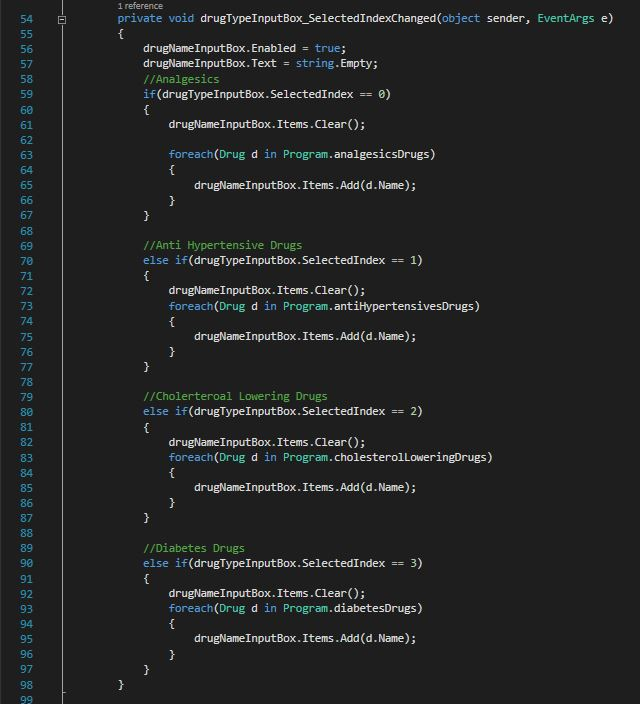 1 reference
54 private void drugTypeInputBox_SelectedIndexChanged(object sender, EventArgs e)
55 {
56 drugNameInputBox.Enabled = true;
57 drugNameInputBox.Text = string.Empty;
58 //Analgesics
59 if(drugTypeInputBox.SelectedIndex == 0)
60 {
61 drugNameInputBox.Items.Clear();
62
63 foreach(Drug d in Program.analgesicsDrugs)
64 {
65 drugNameInputBox.Items.Add(d.Name);
66 }
67 }
68
69 //Anti Hypertensive Drugs
70 else if(drugTypeInputBox.SelectedIndex == 1)
71 {
72 drugNameInputBox.Items.Clear();
73 foreach(Drug d in Program.antiHypertensivesDrugs)
74 {
75 drugNameInputBox.Items.Add(d.Name);
76 }
77 }
78
79 //Cholerteroal Lowering Drugs
80 else if(drugTypeInputBox.SelectedIndex == 2)
81 {
82 drugNameInputBox.Items.Clear();
83 foreach(Drug d in Program.cholesterolLoweringDrugs)
84 {
85 drugNameInputBox.Items.Add(d.Name);
86 }
87 }
88
89 //Diabetes Drugs
90 else if(drugTypeInputBox.SelectedIndex == 3)
91 {
92 drugNameInputBox.Items.Clear();
93 foreach(Drug d in Program.diabetesDrugs)
94 {
95 drugNameInputBox.Items.Add(d.Name);
96 }
97 }
98 }
99